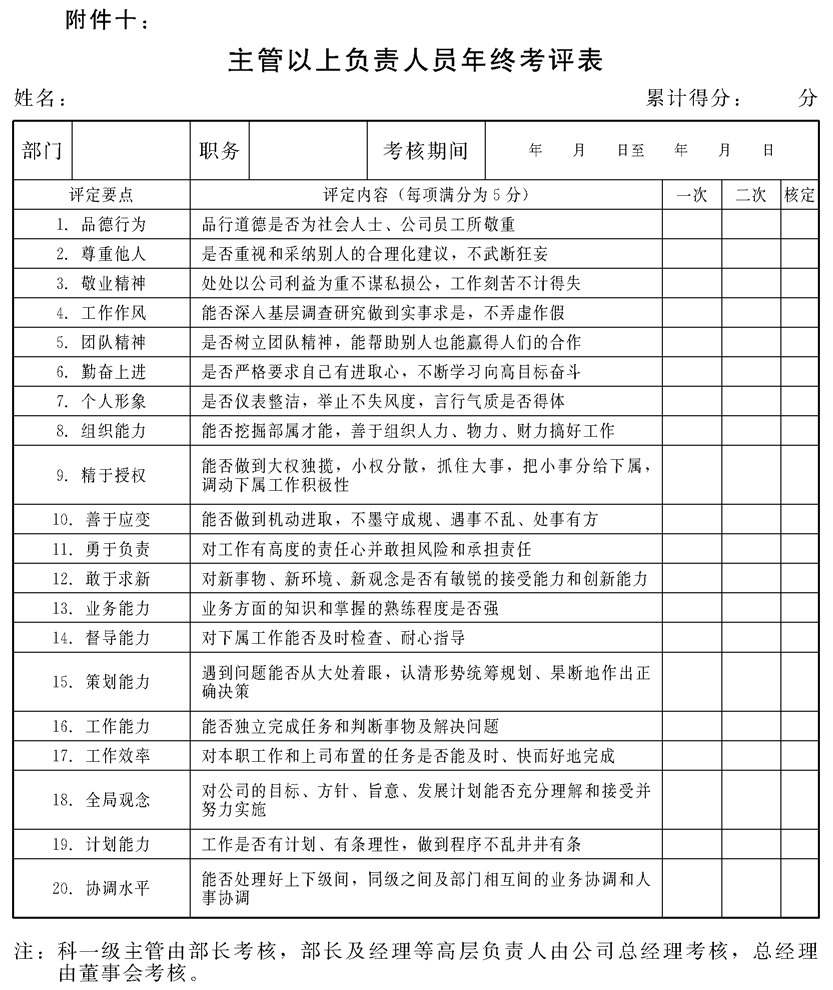 附件十：
主管以上负责人员年终考评表
姓名： 累计得分： 分
部门 职务 考核期间 年 月 日至 年 月 日
评定要点 评定内容（每项满分为5分） 一次 二次 核定
1. 品德行为 品行道德是否为社会人士、公司员工所敬重
2. 尊重他人 是否重视和采纳别人的合理化建议，不武断狂妄
3. 敬业精神 处处以公司利益为重不谋私损公，工作刻苦不计得失
4. 工作作风 能否深入基层调查研究做到实事求是，不弄虚作假
5. 团队精神 是否树立团队精神，能帮助别人也能赢得人们的合作
6. 勤奋上进 是否严格要求自己有进取心，不断学习向高目标奋斗
7. 个人形象 是否仪表整洁，举止不失风度，言行气质是否得体
8. 组织能力 能否挖掘部属才能，善于组织人力、物力、财力搞好工作
9. 精于授权 能否做到大权独揽，小权分散，抓住大事，把小事分给下属，
调动下属工作积极性
10. 善于应变 能否做到机动进取，不墨守成规、遇事不乱、处事有方
11. 勇于负责 对工作有高度的责任心并敢担风险和承担责任
12. 敢于求新 对新事物、新环境、新观念是否有敏锐的接受能力和创新能力
13. 业务能力 业务方面的知识和掌握的熟练程度是否强
14. 督导能力 对下属工作能否及时检查、耐心指导
15. 策划能力 遇到问题能否从大处着眼，认清形势统筹规划、果断地作出正
确决策
16. 工作能力 能否独立完成任务和判断事物及解决问题
17. 工作效率 对本职工作和上司布置的任务是否能及时、快而好地完成
18. 全局观念 对公司的目标、方针、旨意、发展计划能否充分理解和接受并
努力实施
19. 计划能力 工作是否有计划、有条理性，做到程序不乱井井有条
20. 协调水平 能否处理好上下级间，同级之间及部门相互间的业务协调和人
事协调
注：科一级主管由部长考核，部长及经理等高层负责人由公司总经理考核，总经理
由董事会考核。